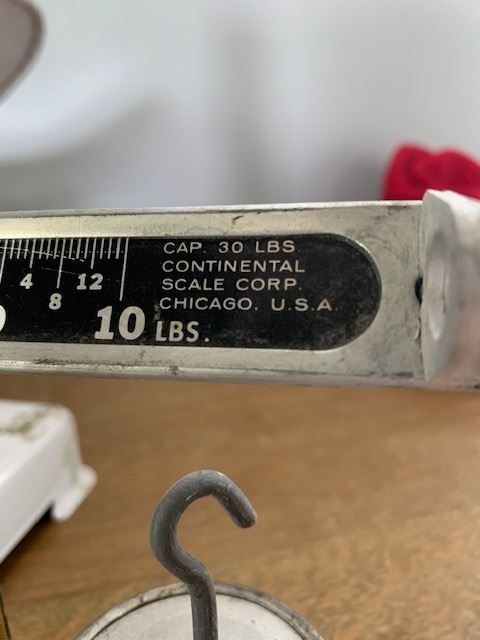 CAP. 30 LBS
CONTINENTAL
SCALE CORP.
CHICAGO, U.S.A.
4 12
8
10 LBS.